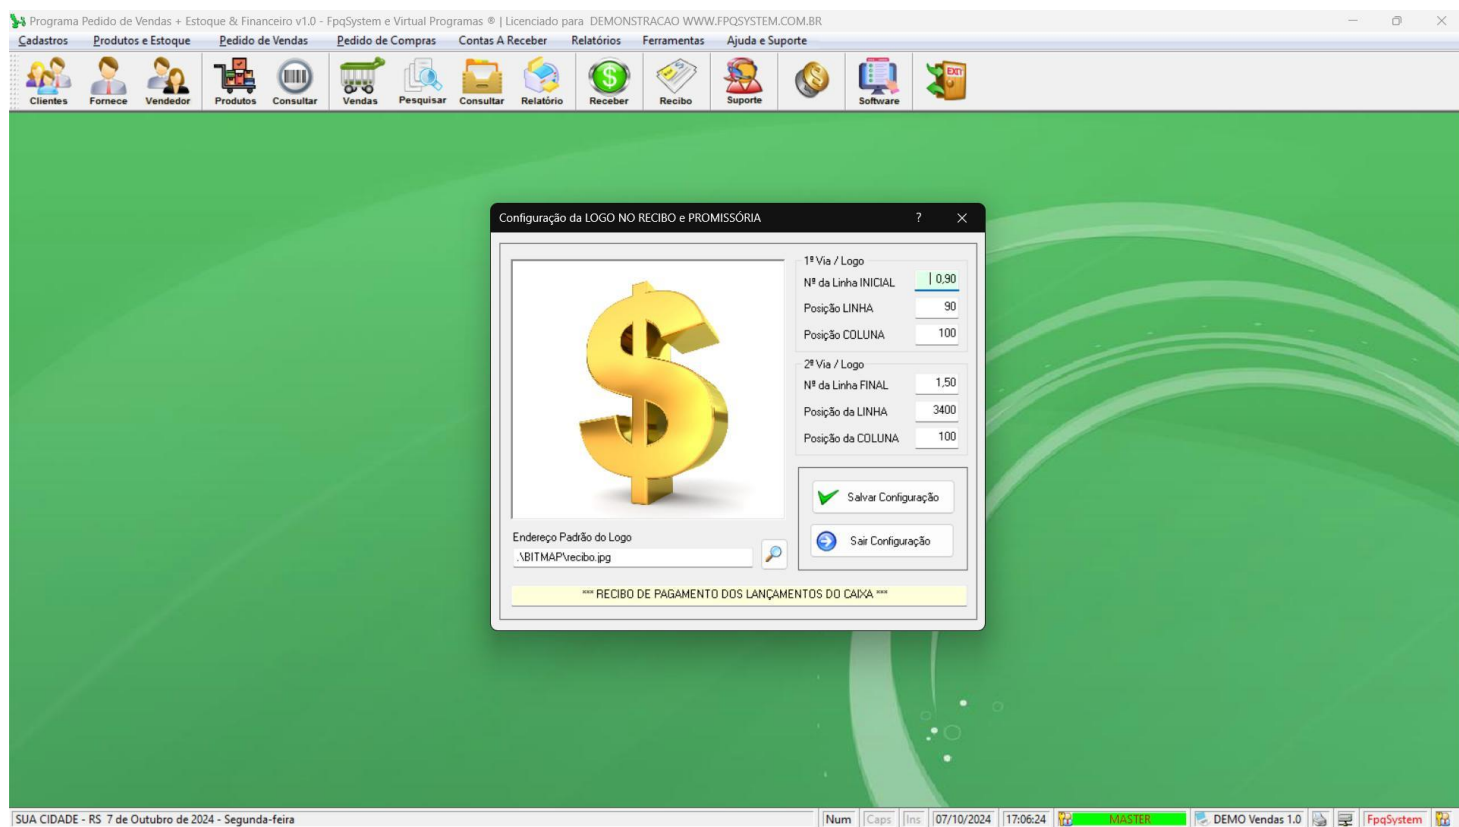 Programa Pedido de Vendas + Estoque & Financeiro v1.0 - FpqSystem e Virtual Programas ® | Licenciado para DEMONSTRACAO WWW.FPQSYSTEM.COM.BR
Cadastros Produtos e Estoque Pedido de Vendas Pedido de Compras Contas A Receber Relatórios Ferramentas Ajuda e Suporte
EXIT
Clientes Fornece Vendedor Produtos Consultar Vendas Pesquisar Consultar Relatório Receber Recibo Suporte Software
Configuração da LOGO NO RECIBO e PROMISSÓRIA ?
1ª Via / Logo
Nª da Linha INICIAL 0,90
Posição LINHA 90
Posição COLUNA 100
2ª Via / Logo
Nª da Linha FINAL 1,50
Posição da LINHA 3400
Posição da COLUNA 100
Salvar Configuração
Sair Configuração
Endereço Padrão do Logo
.\BITMAP\recibo.jpg
*** RECIBO DE PAGAMENTO DOS LANÇAMENTOS DO CAIXA ***
SUA CIDADE - RS 7 de Outubro de 2024 - Segunda-feira Num Caps Ins 07/10/2024 17:06:24 MASTER DEMO Vendas 1.0 FpqSystem